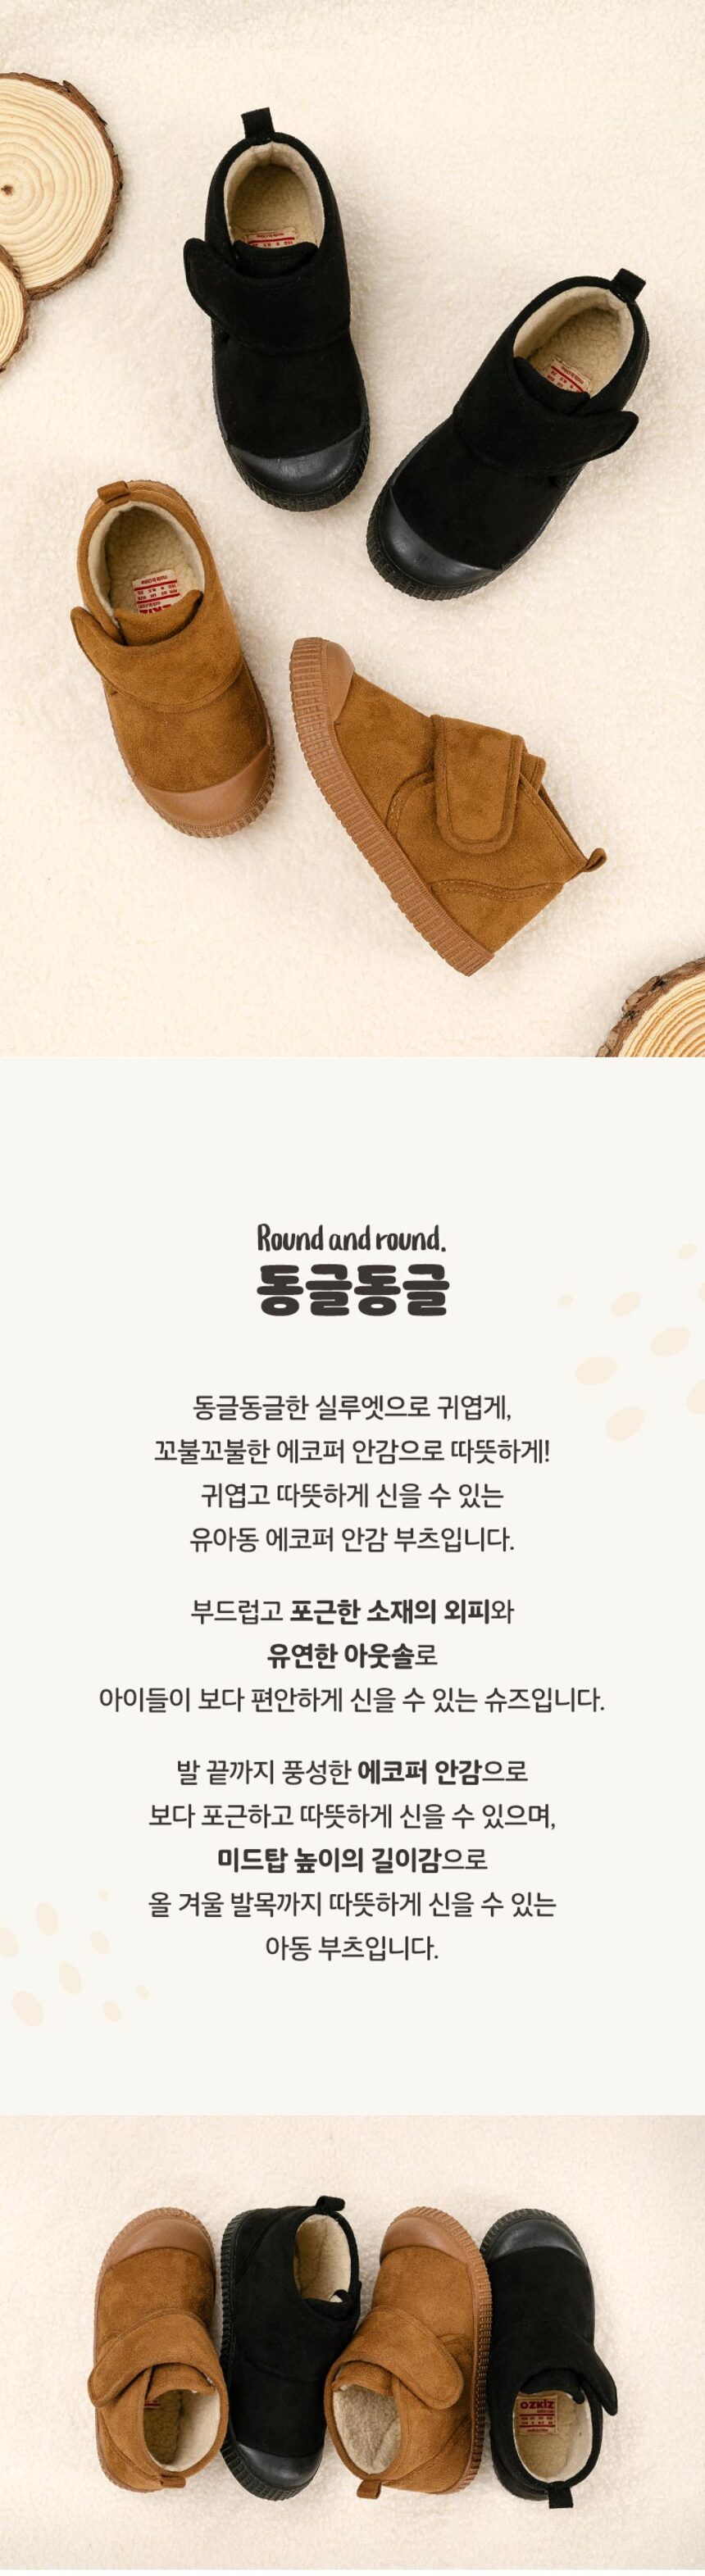 Round and round.
동글동글
동글동글한 실루엣으로 귀엽게,
꼬불꼬불한 에코퍼 안감으로 따뜻하게!
귀엽고 따뜻하게 신을 수 있는
유아동 에코퍼 안감 부츠입니다.
부드럽고 포근한 소재의 외피와
유연한 아웃솔로
아이들이 보다 편안하게 신을 수 있는 슈즈입니다.
발 끝까지 풍성한 에코퍼 안감으로
보다 포근하고 따뜻하게 신을 수 있으며,
미드탑 높이의 길이감으로
올 겨울 발목까지 따뜻하게 신을 수 있는
아동 부츠입니다.
OZKIZ